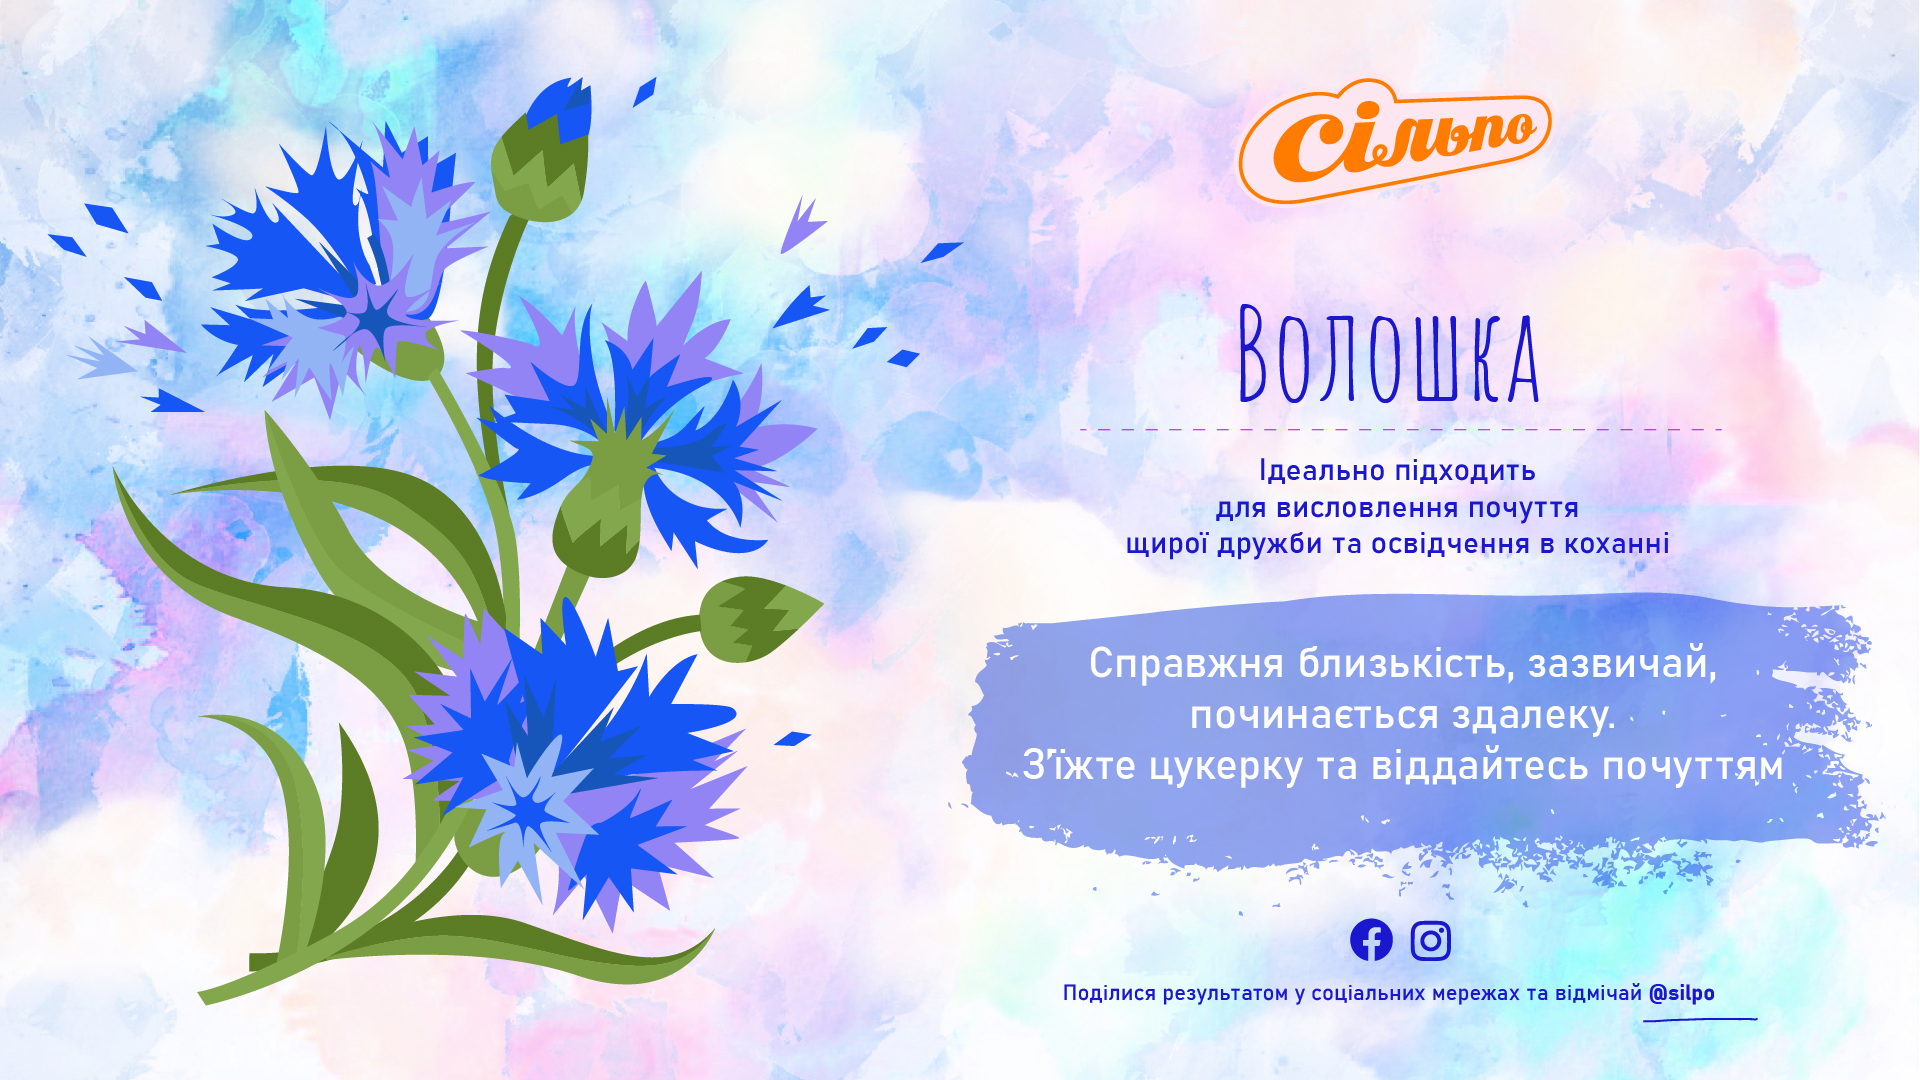 Сільпо
Волошка
Ідеально підходить
для висловлення почуття
щирої дружби та освідчення в коханні
Справжня близькість, зазвичай,
починається здалеку.
З’їжте цукерку та віддайтесь почуттям
Поділися результатом у соціальних мережах та відмічай @silpo